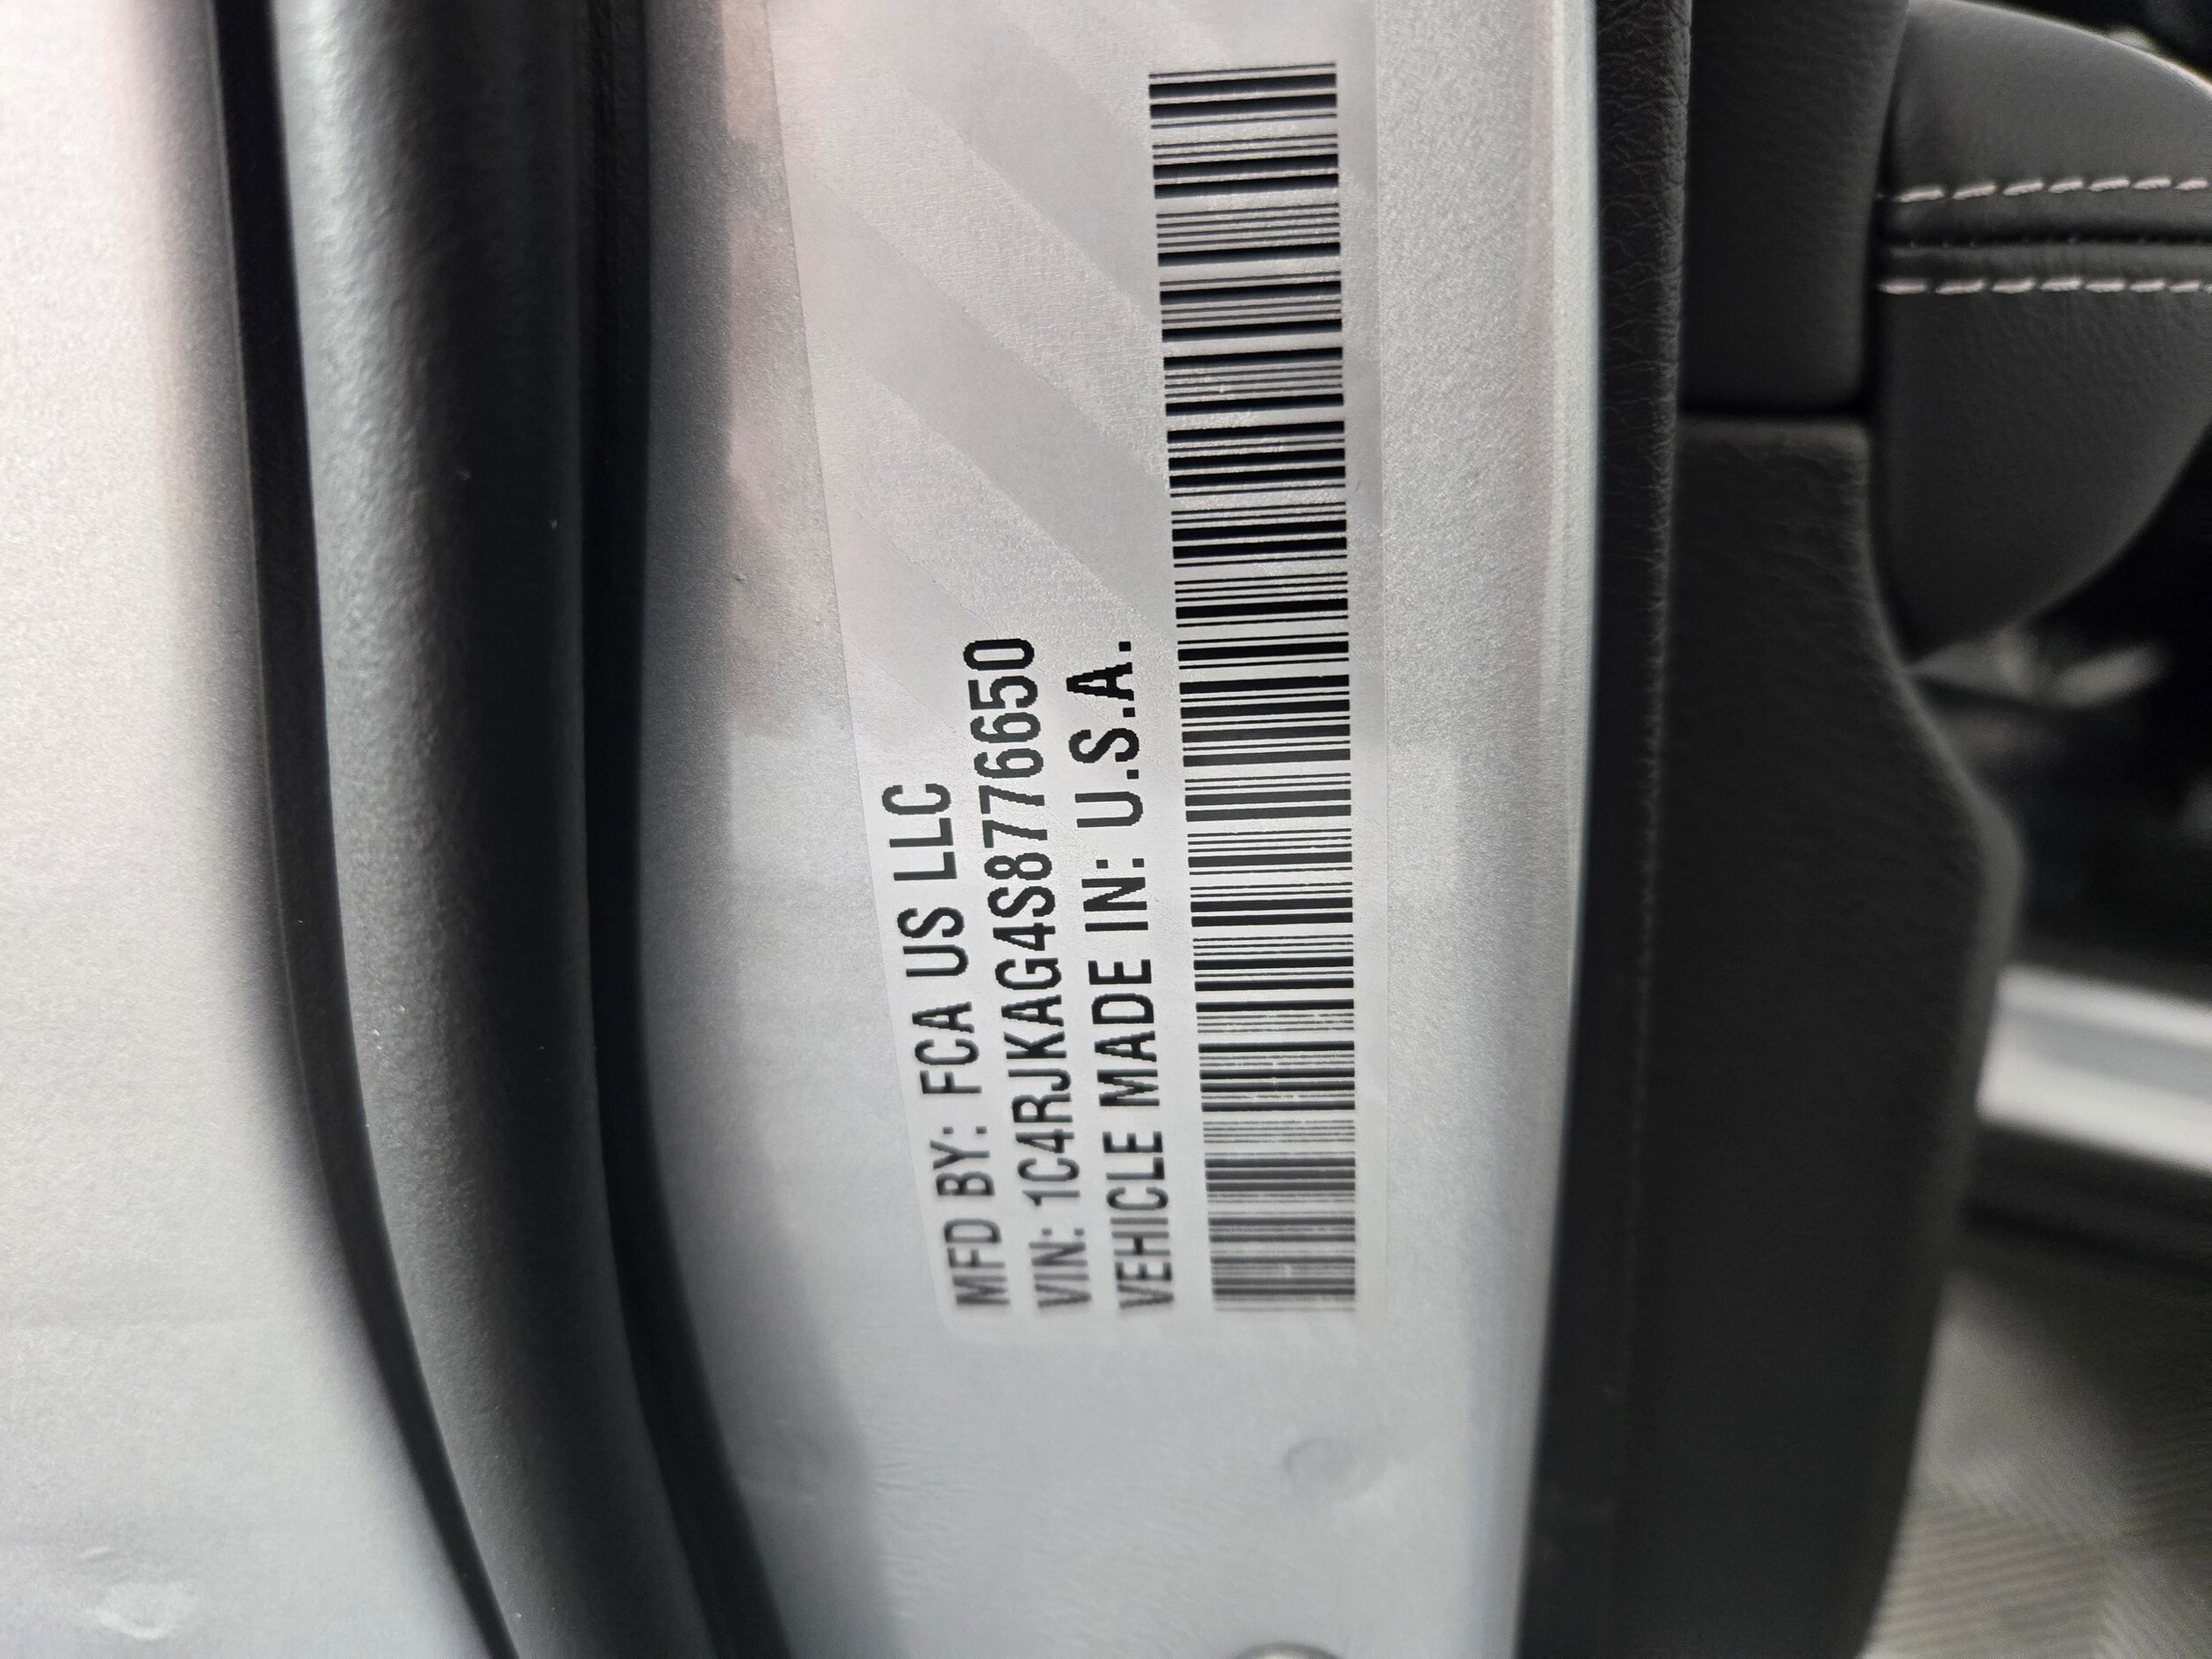 MFD BY: FCA US LLC
VIN: 1C4RJKAG4S8776650
VEHICLE MADE IN: U.S.A.